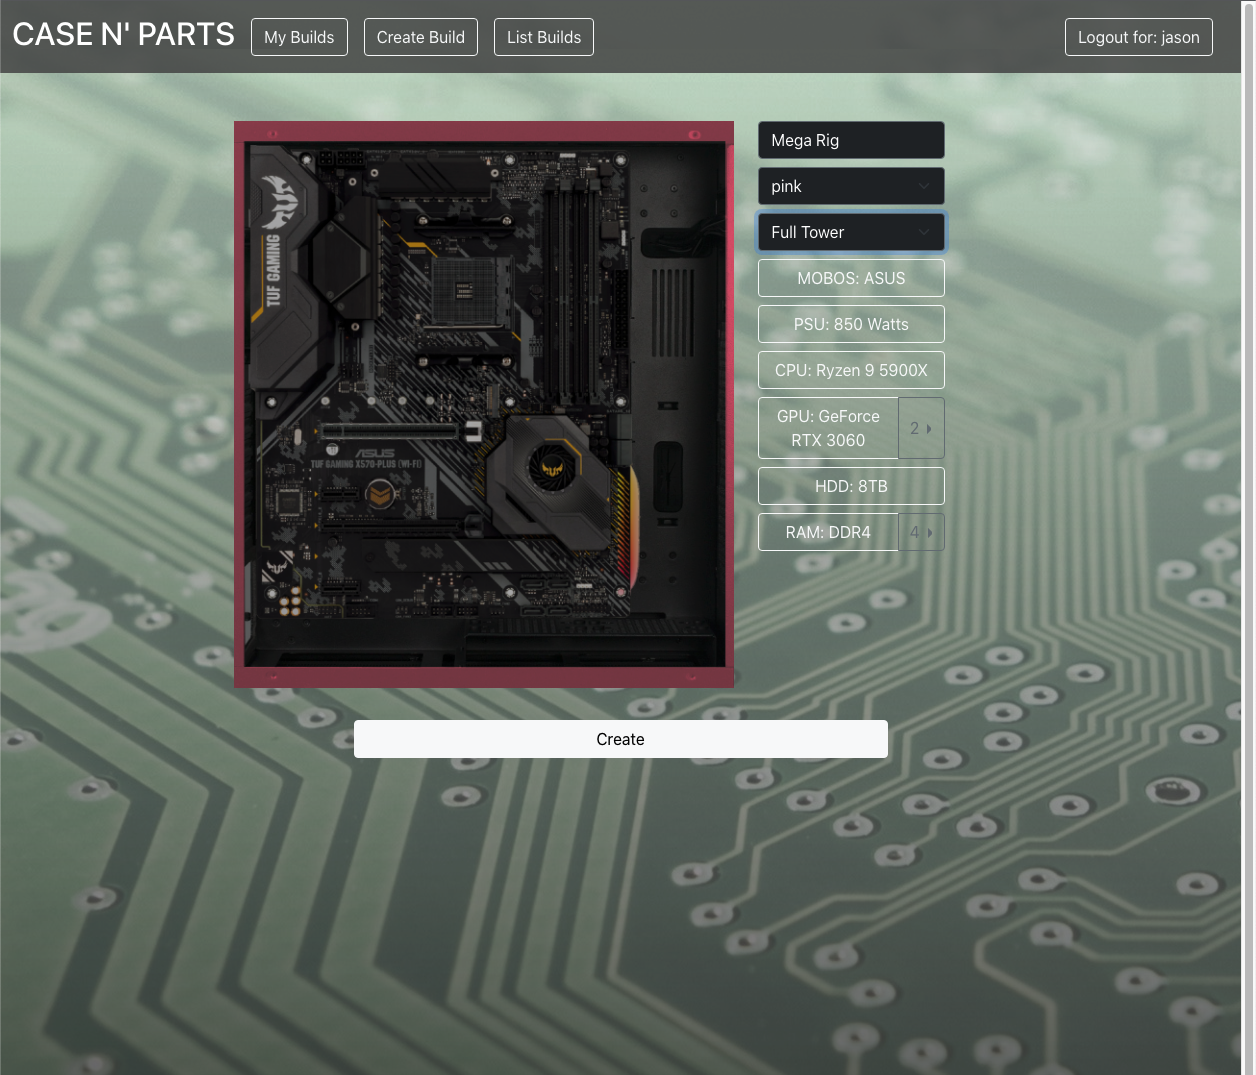 CASE N' PARTS
My Builds
Create Build
List Builds
Logout for: jason
Mega Rig
pink
Full Tower
MOBOS: ASUS
PSU: 850 Watts
CPU: Ryzen 9 5900X
GPU: GeForce
RTX 3060
2
HDD: 8TB
RAM: DDR4
4
TUF GAMING
ASUS
TUF GAMING X570-PLUS (WI-FI)
Create